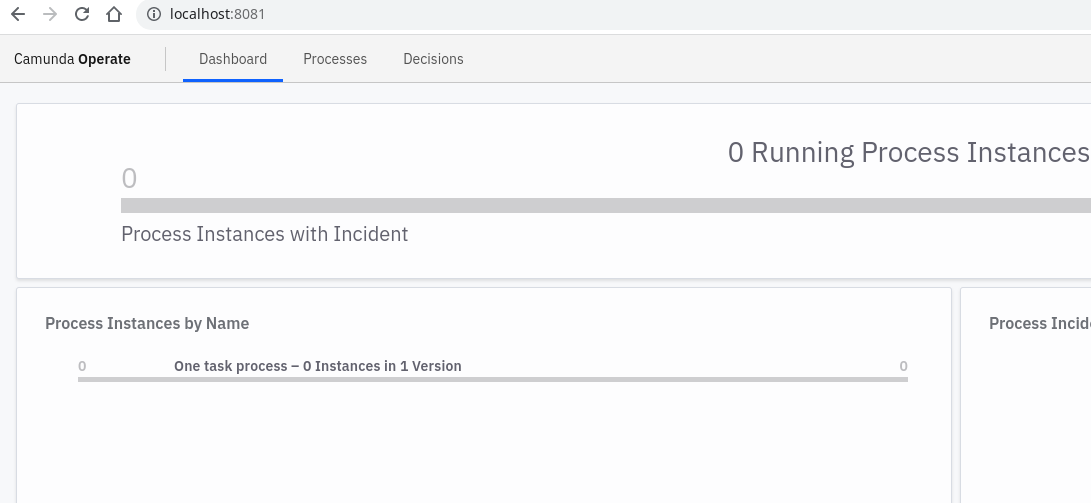 localhost:8081
Camunda Operate Dashboard Processes Decisions
0 Running Process Instances
0
Process Instances with Incident
Process Instances by Name
0 One task process – 0 Instances in 1 Version 0
Process